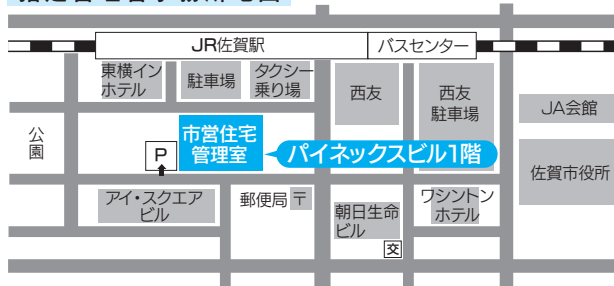 JR佐賀駅
バスセンター
東横イン
ホテル
駐車場
タクシー
乗り場
西友
西友
駐車場
JA会館
公園
P
市営住宅
管理室
パイネックスビル1階
佐賀市役所
アイ・スクエア
ビル
郵便局 〒
朝日生命
ビル
交
ワシントン
ホテル